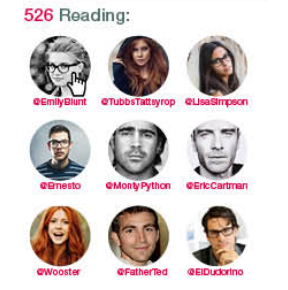 526 Reading:
@EmilyBlunt @TubbsTattsyrop @LisaSimpson
@Ernesto @MontyPython @EricCartman
@Wooster @FatherTed @ElDudorino